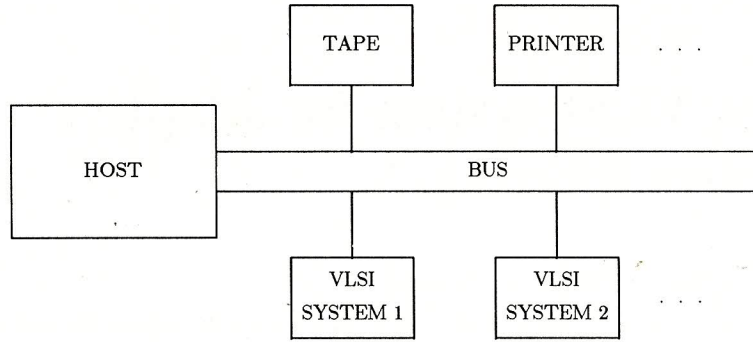 TAPE
PRINTER
. . .
HOST
BUS
VLSI
SYSTEM 1
VLSI
SYSTEM 2
. . .